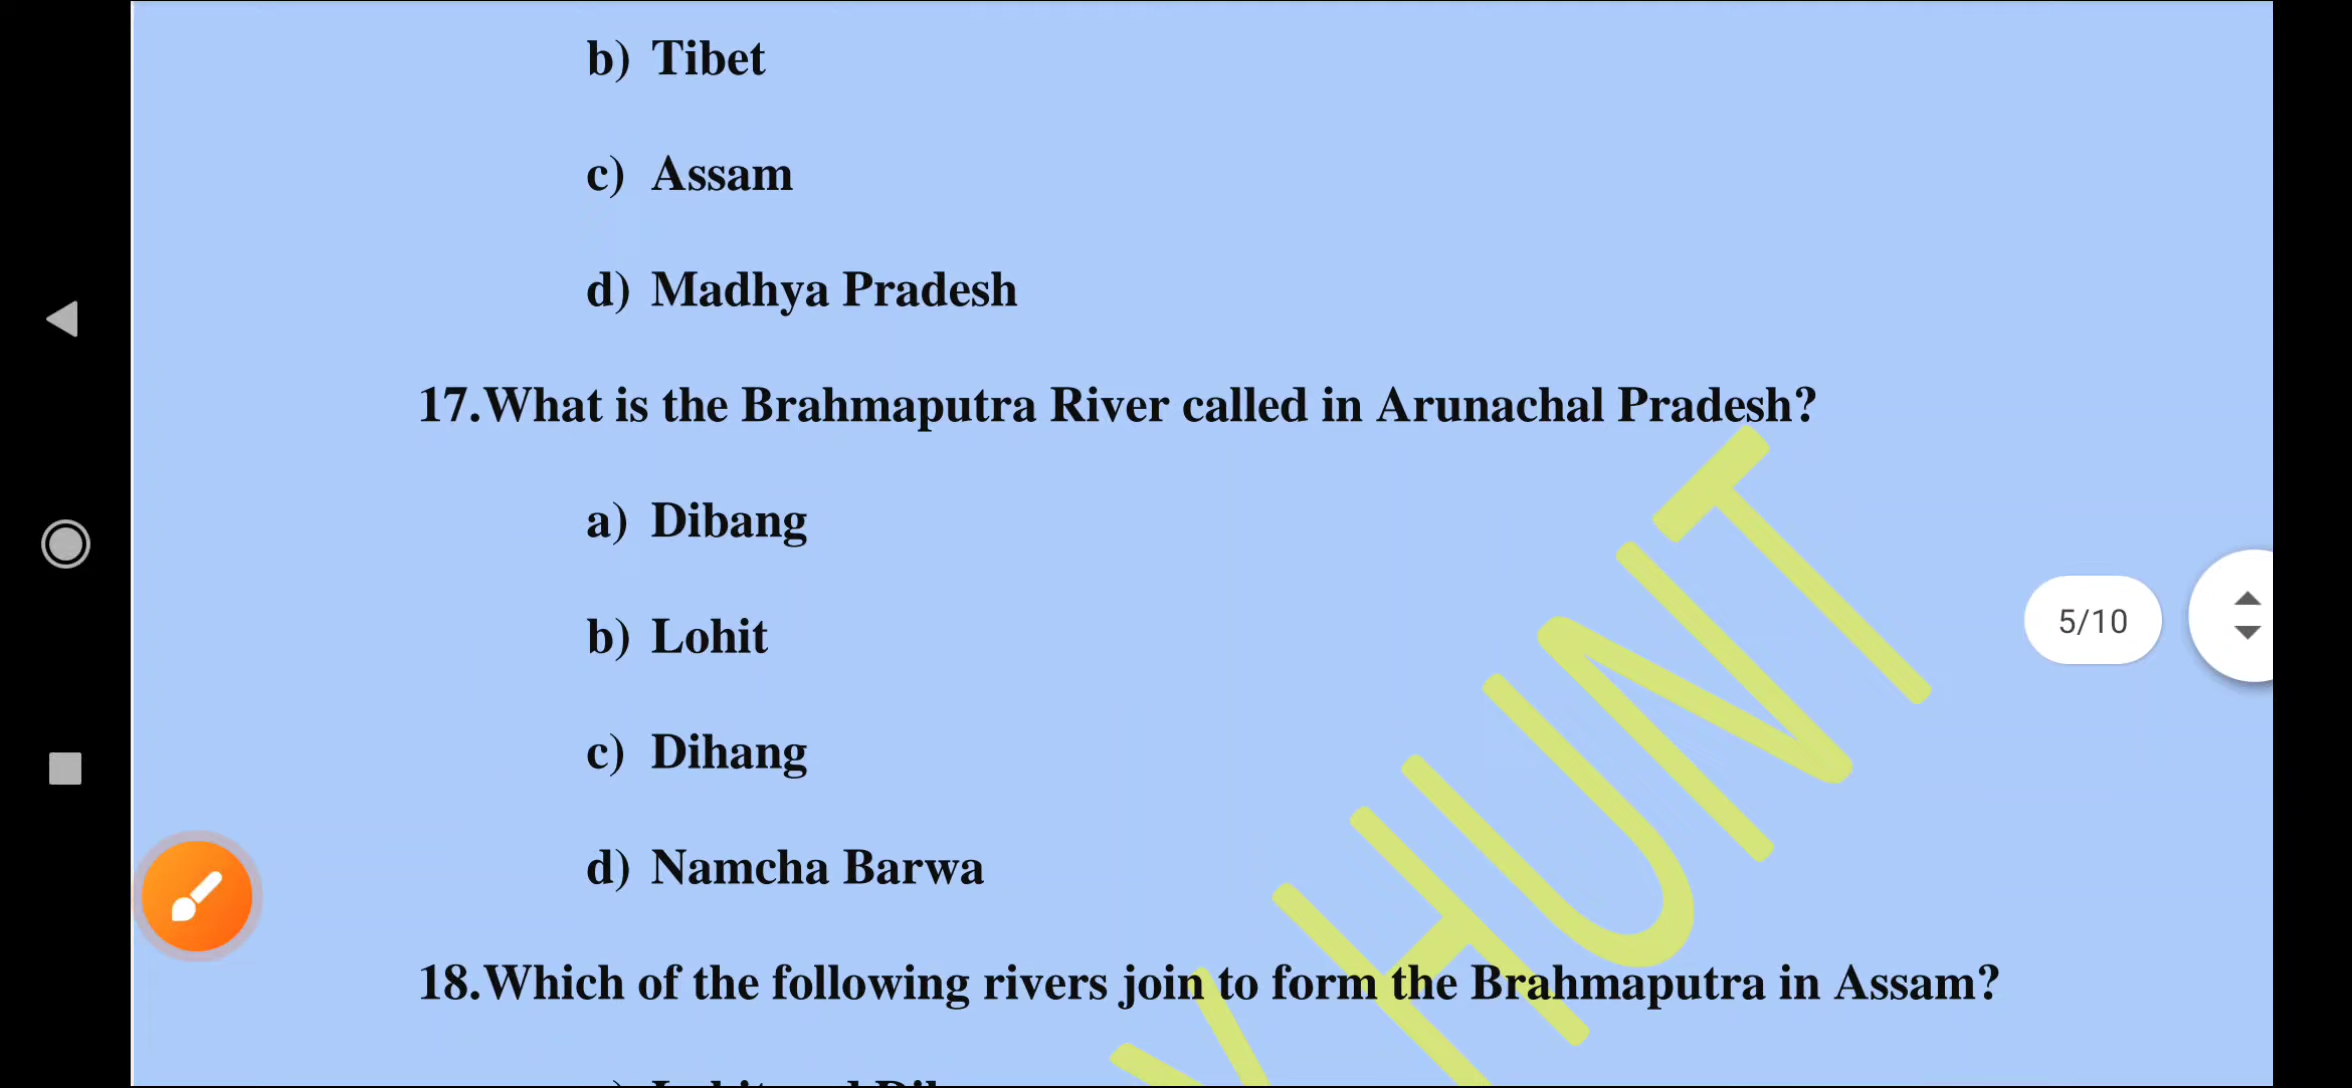 b) Tibet
c) Assam
d) Madhya Pradesh
17.What is the Brahmaputra River called in Arunachal Pradesh?
a) Dibang
b) Lohit
c) Dihang
5/10
d) Namcha Barwa
18.Which of the following rivers join to form the Brahmaputra in Assam?
HUNT